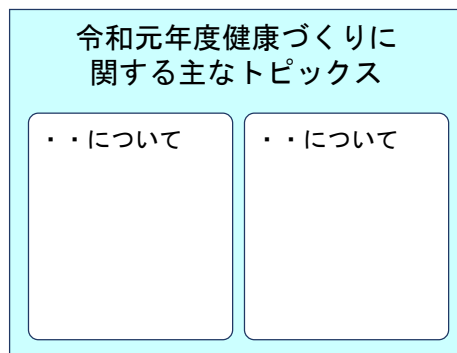 令和元年度健康づくりに
関する主なトピックス
・・について
・・について